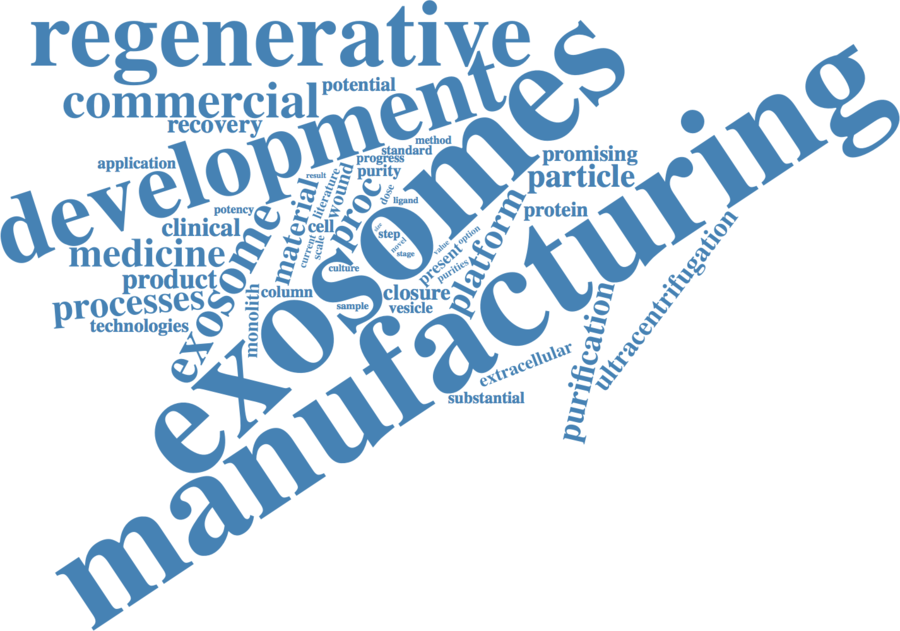 regenerative
commercial
potential
recovery
development
exosomes
manufacturing
method
standard
progress
purity
application
result
literature
wound
material
current
scale
cell
proc
dose
ligand
promising
particle
protein
platform
potency
clinical
exosome
medicine
product
processes
technologies
step
novel
stage
value
option
present
purities
culture
column
monolith
sample
closure
vesicle
ultracentrifugation
purification
extracellular
substantial